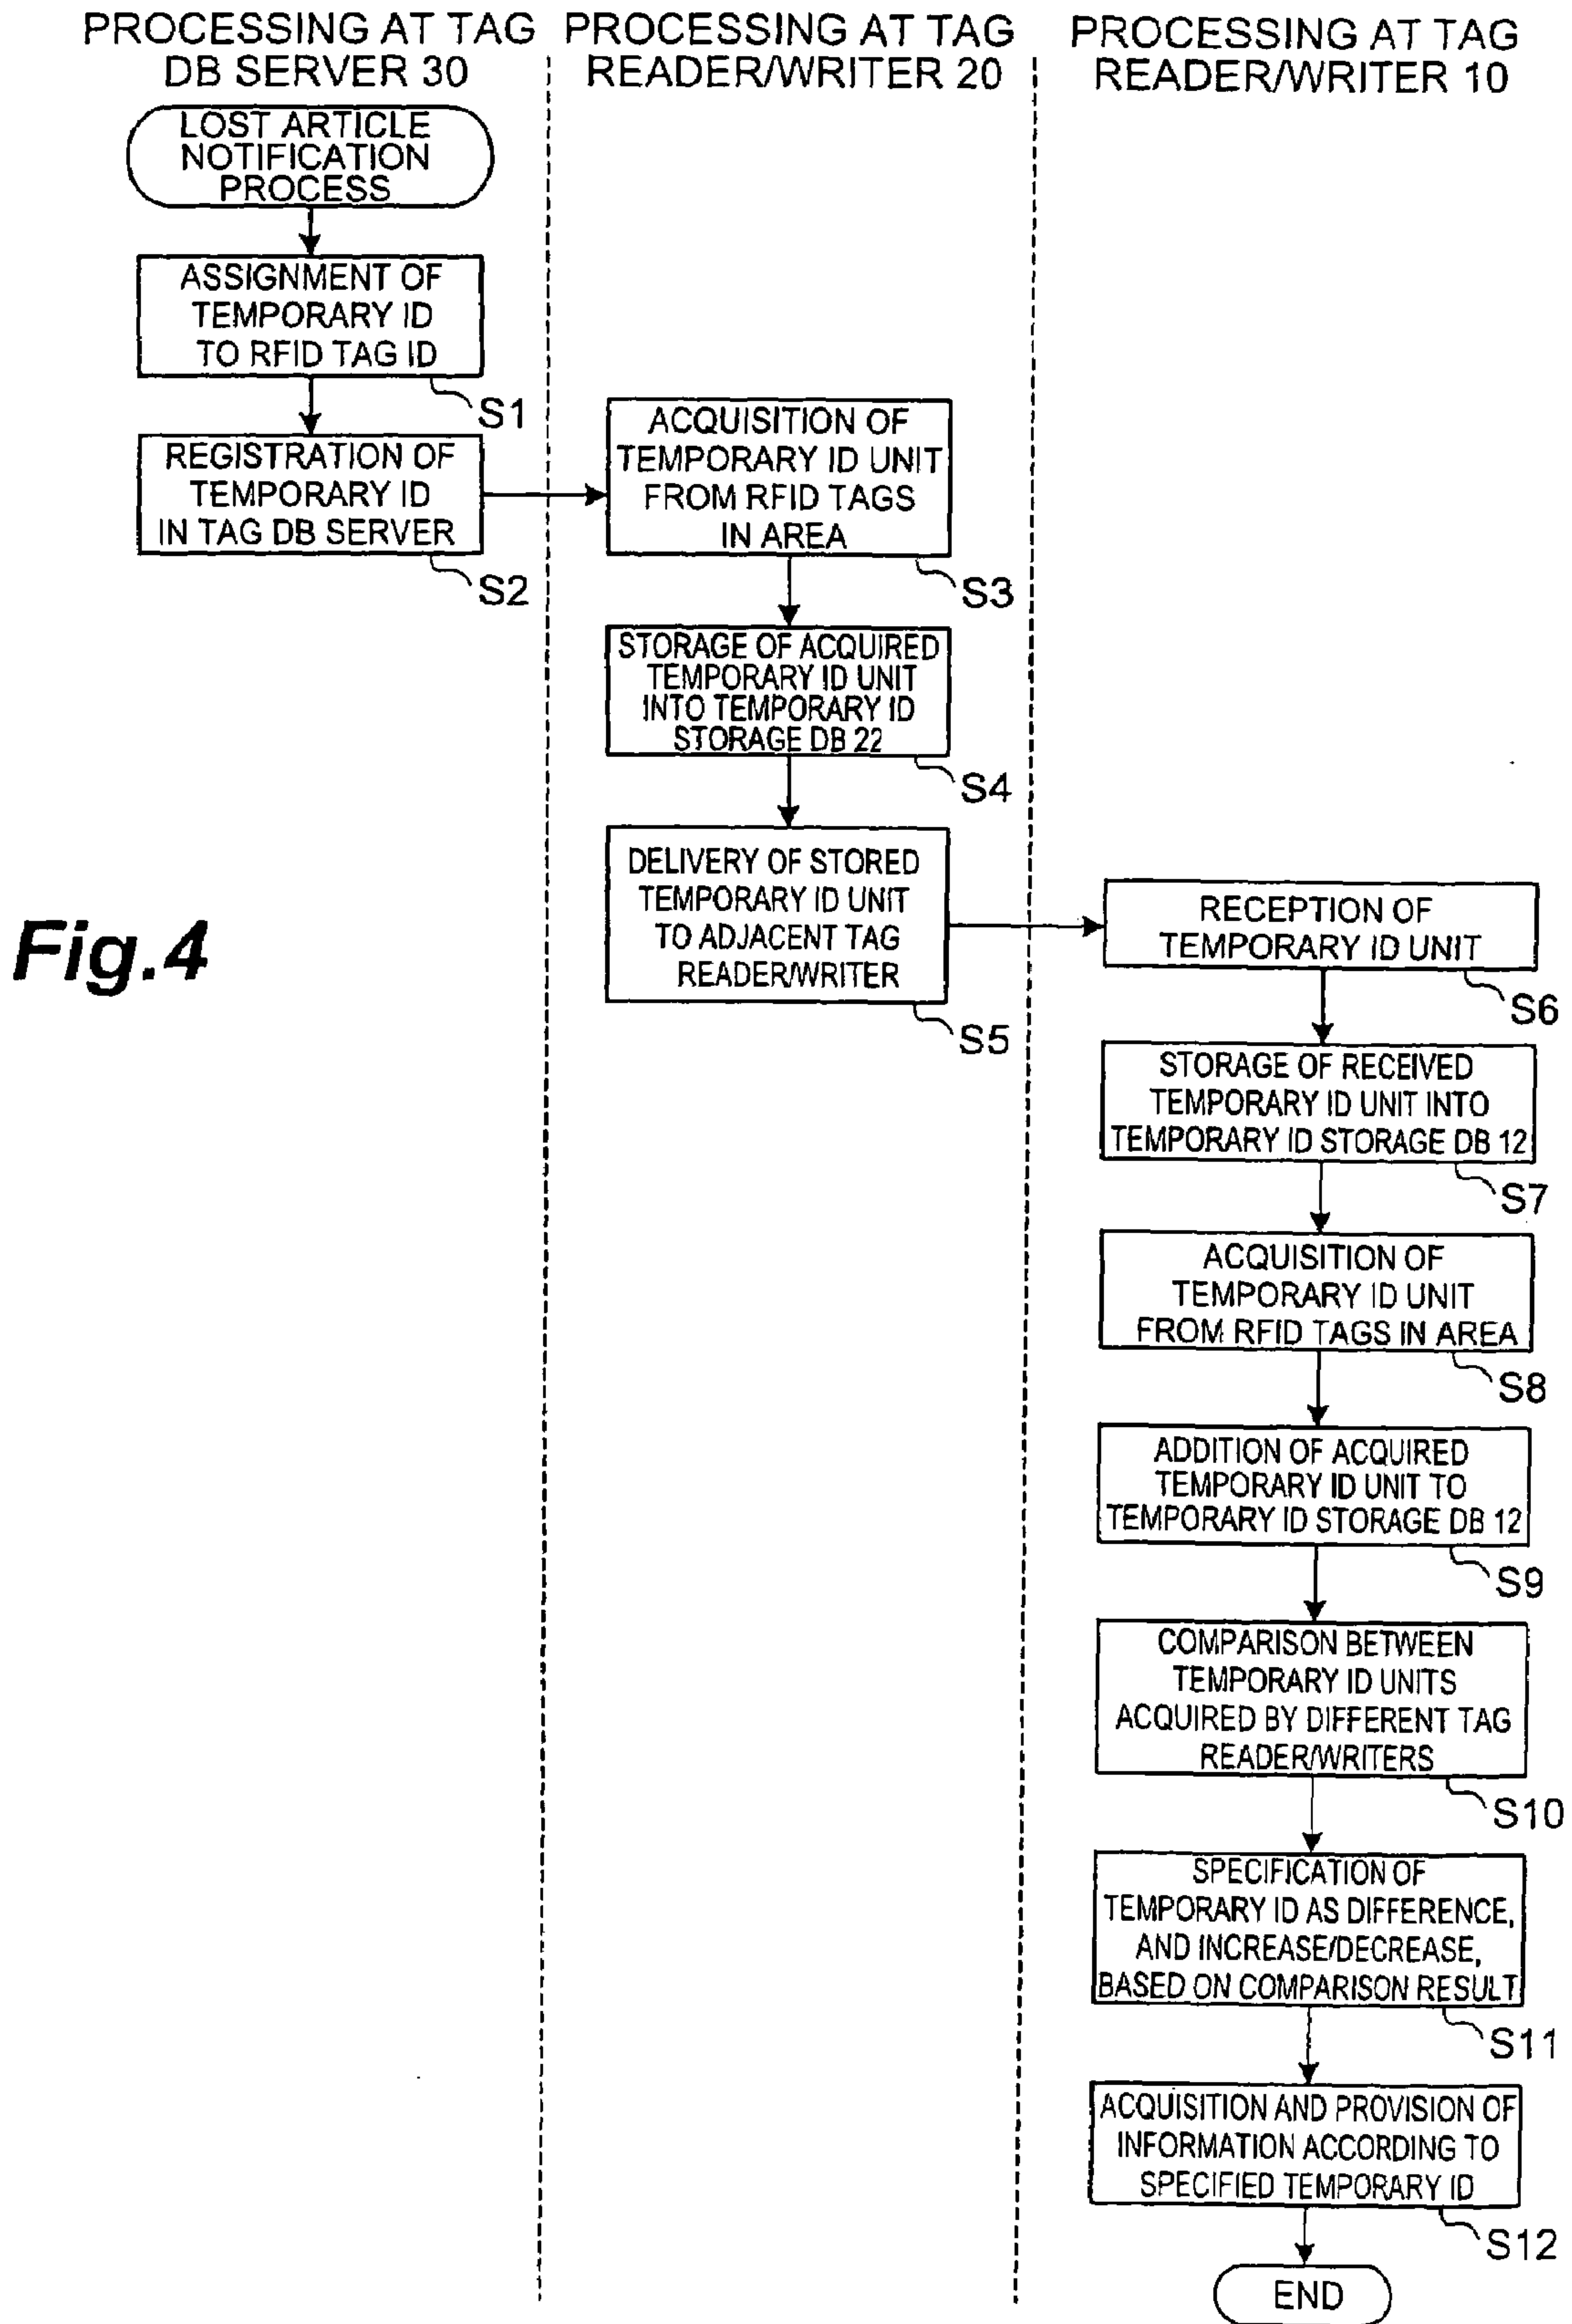 PROCESSING AT TAG
DB SERVER 30
PROCESSING AT TAG
READER/WRITER 20
PROCESSING AT TAG
READER/WRITER 10
LOST ARTICLE
NOTIFICATION
PROCESS
ASSIGNMENT OF
TEMPORARY ID
TO RFID TAG ID
S1
REGISTRATION OF
TEMPORARY ID
IN TAG DB SERVER
S2
ACQUISITION OF
TEMPORARY ID UNIT
FROM RFID TAGS
IN AREA
S3
STORAGE OF ACQUIRED
TEMPORARY ID UNIT
INTO TEMPORARY ID
STORAGE DB 22
S4
DELIVERY OF STORED
TEMPORARY ID UNIT
TO ADJACENT TAG
READER/WRITER
S5
Fig.4
RECEPTION OF
TEMPORARY ID UNIT
S6
STORAGE OF RECEIVED
TEMPORARY ID UNIT INTO
TEMPORARY ID STORAGE DB 12
S7
ACQUISITION OF
TEMPORARY ID UNIT
FROM RFID TAGS IN AREA
S8
ADDITION OF ACQUIRED
TEMPORARY ID UNIT TO
TEMPORARY ID STORAGE DB 12
S9
COMPARISON BETWEEN
TEMPORARY ID UNITS
ACQUIRED BY DIFFERENT TAG
READER/WRITERS
S10
SPECIFICATION OF
TEMPORARY ID AS DIFFERENCE,
AND INCREASE/DECREASE,
BASED ON COMPARISON RESULT
S11
ACQUISITION AND PROVISION OF
INFORMATION ACCORDING TO
SPECIFIED TEMPORARY ID
S12
END